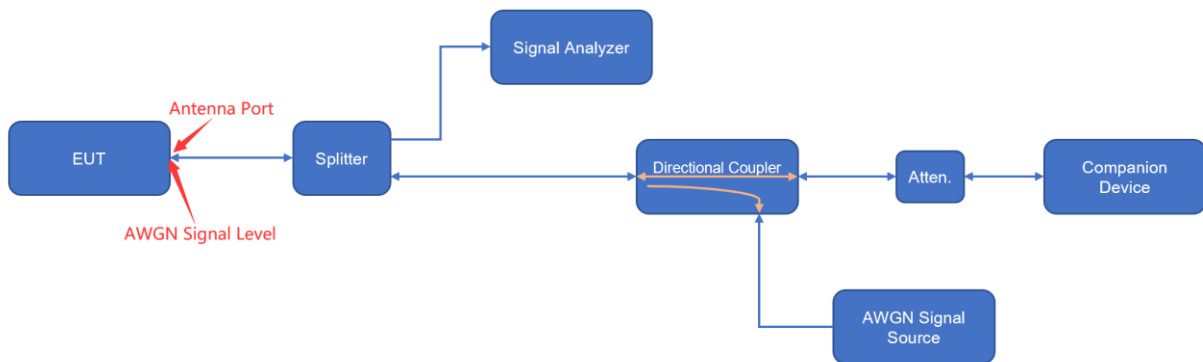 Signal Analyzer
Antenna Port
EUT
Splitter
Directional Coupler
Atten.
Companion
Device
AWGN Signal Level
AWGN Signal
Source